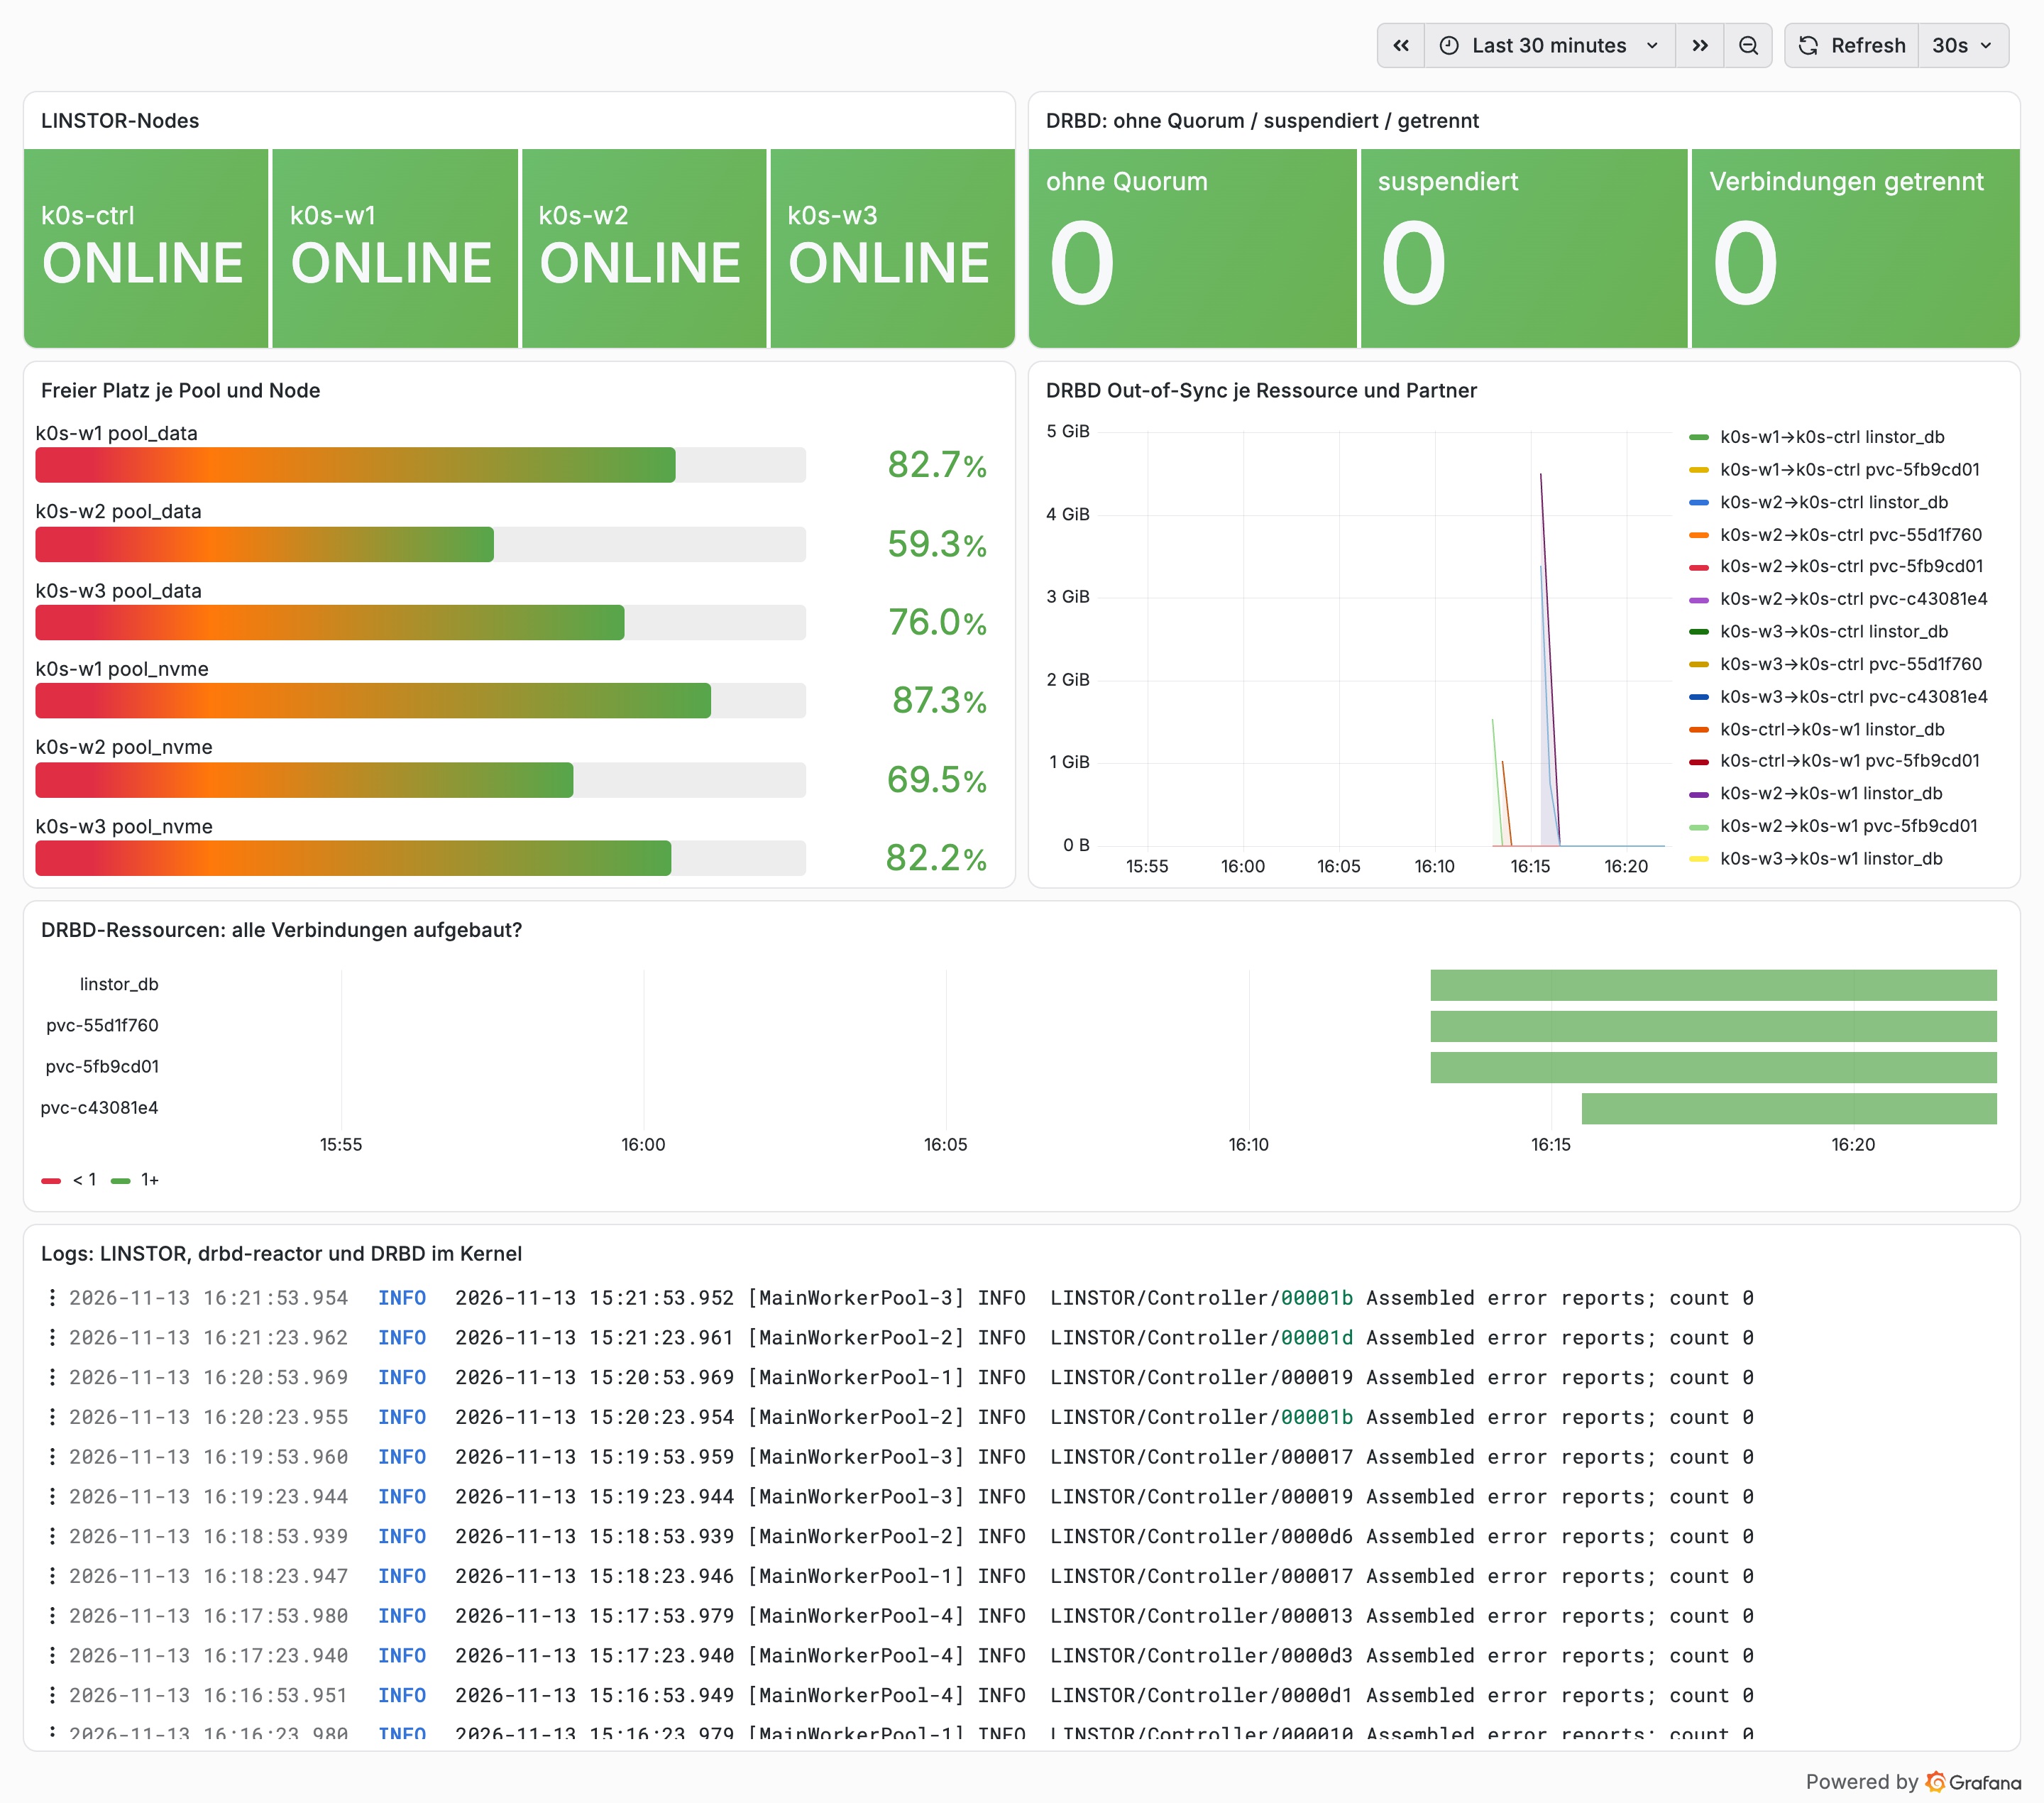 Last 30 minutes Refresh 30s
LINSTOR-Nodes
k0s-ctrl
ONLINE
k0s-w1
ONLINE
k0s-w2
ONLINE
k0s-w3
ONLINE
DRBD: ohne Quorum / suspendiert / getrennt
ohne Quorum
0
suspendiert
0
Verbindungen getrennt
0
Freier Platz je Pool und Node
k0s-w1 pool_data
82.7%
k0s-w2 pool_data
59.3%
k0s-w3 pool_data
76.0%
k0s-w1 pool_nvme
87.3%
k0s-w2 pool_nvme
69.5%
k0s-w3 pool_nvme
82.2%
DRBD Out-of-Sync je Ressource und Partner
5 GiB
4 GiB
3 GiB
2 GiB
1 GiB
0 B
15:55 16:00 16:05 16:10 16:15 16:20
k0s-w1→k0s-ctrl linstor_db
k0s-w1→k0s-ctrl pvc-5fb9cd01
k0s-w2→k0s-ctrl linstor_db
k0s-w2→k0s-ctrl pvc-55d1f760
k0s-w2→k0s-ctrl pvc-5fb9cd01
k0s-w2→k0s-ctrl pvc-c43081e4
k0s-w3→k0s-ctrl linstor_db
k0s-w3→k0s-ctrl pvc-55d1f760
k0s-w3→k0s-ctrl pvc-c43081e4
k0s-ctrl→k0s-w1 linstor_db
k0s-ctrl→k0s-w1 pvc-5fb9cd01
k0s-w2→k0s-w1 linstor_db
k0s-w2→k0s-w1 pvc-5fb9cd01
k0s-w3→k0s-w1 linstor_db
DRBD-Ressourcen: alle Verbindungen aufgebaut?
linstor_db
pvc-55d1f760
pvc-5fb9cd01
pvc-c43081e4
15:55 16:00 16:05 16:10 16:15 16:20
< 1 1+
Logs: LINSTOR, drbd-reactor und DRBD im Kernel
2026-11-13 16:21:53.954 INFO 2026-11-13 15:21:53.952 [MainWorkerPool-3] INFO LINSTOR/Controller/00001b Assembled error reports; count 0
2026-11-13 16:21:23.962 INFO 2026-11-13 15:21:23.961 [MainWorkerPool-2] INFO LINSTOR/Controller/00001d Assembled error reports; count 0
2026-11-13 16:20:53.969 INFO 2026-11-13 15:20:53.969 [MainWorkerPool-1] INFO LINSTOR/Controller/000019 Assembled error reports; count 0
2026-11-13 16:20:23.955 INFO 2026-11-13 15:20:23.954 [MainWorkerPool-2] INFO LINSTOR/Controller/00001b Assembled error reports; count 0
2026-11-13 16:19:53.960 INFO 2026-11-13 15:19:53.959 [MainWorkerPool-3] INFO LINSTOR/Controller/000017 Assembled error reports; count 0
2026-11-13 16:19:23.944 INFO 2026-11-13 15:19:23.944 [MainWorkerPool-3] INFO LINSTOR/Controller/000019 Assembled error reports; count 0
2026-11-13 16:18:53.939 INFO 2026-11-13 15:18:53.939 [MainWorkerPool-2] INFO LINSTOR/Controller/0000d6 Assembled error reports; count 0
2026-11-13 16:18:23.947 INFO 2026-11-13 15:18:23.946 [MainWorkerPool-1] INFO LINSTOR/Controller/000017 Assembled error reports; count 0
2026-11-13 16:17:53.980 INFO 2026-11-13 15:17:53.979 [MainWorkerPool-4] INFO LINSTOR/Controller/000013 Assembled error reports; count 0
2026-11-13 16:17:23.940 INFO 2026-11-13 15:17:23.940 [MainWorkerPool-4] INFO LINSTOR/Controller/0000d3 Assembled error reports; count 0
2026-11-13 16:16:53.951 INFO 2026-11-13 15:16:53.949 [MainWorkerPool-4] INFO LINSTOR/Controller/0000d1 Assembled error reports; count 0
2026-11-13 16:16:23.980 INFO 2026-11-13 15:16:23.979 [MainWorkerPool-1] INFO LINSTOR/Controller/000010 Assembled error reports; count 0
Powered by Grafana